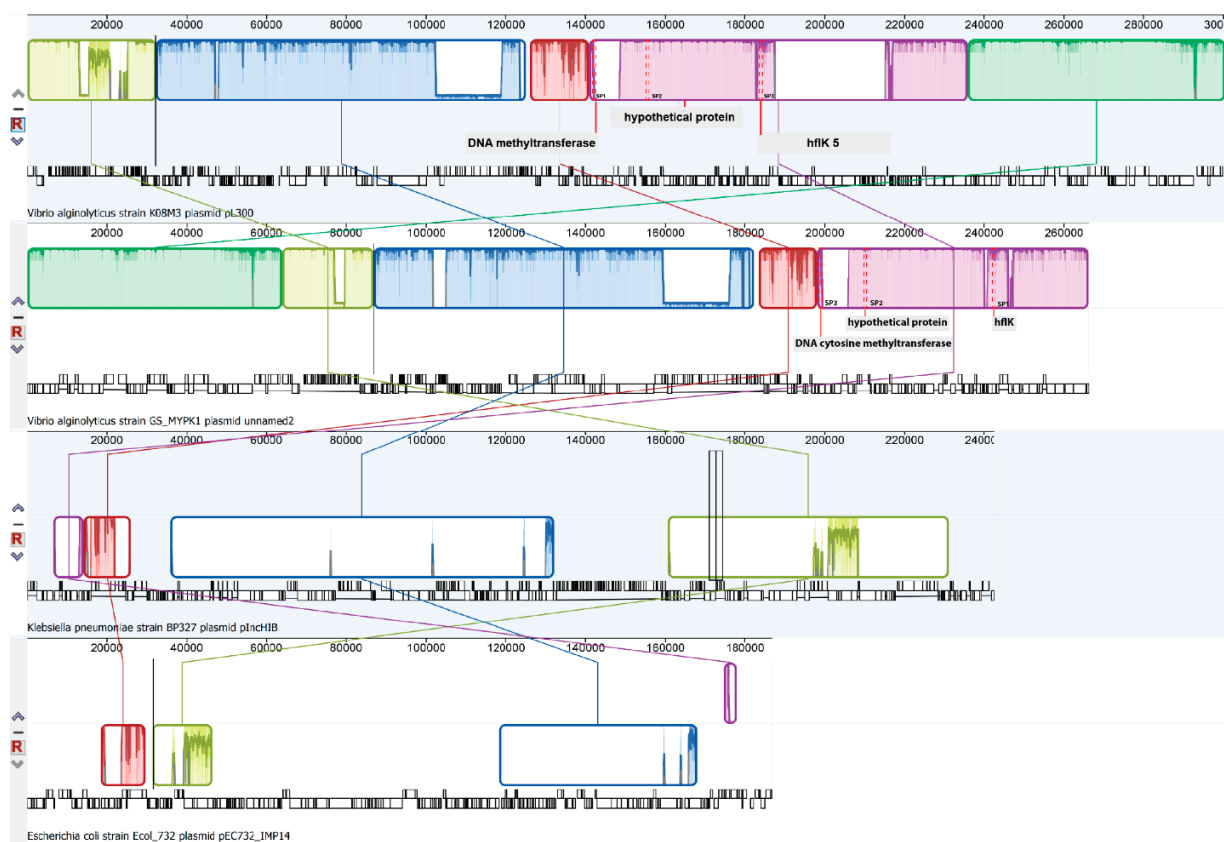 20000 40000 60000 80000 100000 120000 140000 160000 180000 200000 220000 240000 260000 280000 3000
SP1 SP2 SP3
hypothetical protein
DNA methyltransferase hflK 5
R
Vibrio alginolyticus strain K08M3 plasmid pL300
20000 40000 60000 80000 100000 120000 140000 160000 180000 200000 220000 240000 260000
SP3 SP2 SP1
hypothetical protein hflK
R
DNA cytosine methyltransferase
Vibrio alginolyticus strain GS_MYPK1 plasmid unnamed2
20000 40000 60000 80000 100000 120000 140000 160000 180000 200000 220000 2400
R
Klebsiella pneumoniae strain BP327 plasmid pIncHIB
20000 40000 60000 80000 100000 120000 140000 160000 180000
R
Escherichia coli strain Ecol_732 plasmid pEC732_IMP14